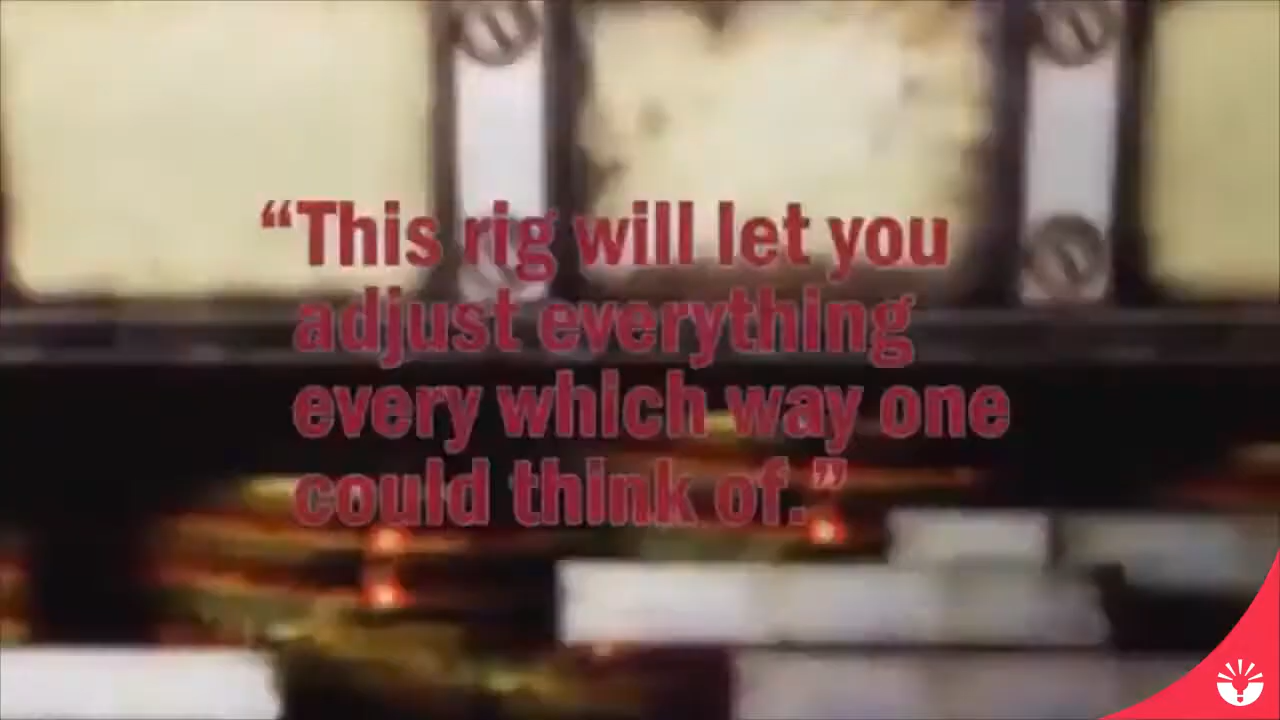 “This rig will let you
adjust everything
every which way one
could think of.”